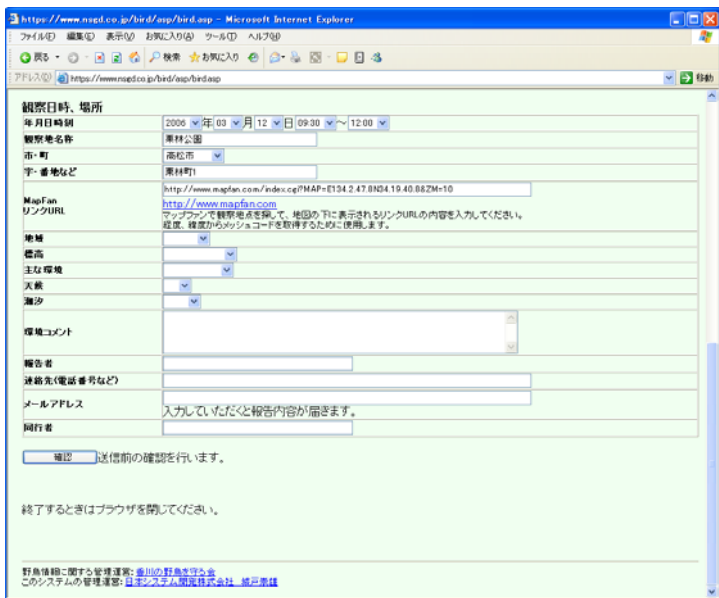 https://www.nsgd.co.jp/bird/asp/bird.asp - Microsoft Internet Explorer
ファイル(F) 編集(E) 表示(V) お気に入り(A) ツール(T) ヘルプ(H)
戻る 検索 お気に入り
アドレス(D) https://www.nsgd.co.jp/bird/asp/bird.asp 移動
観察日時、場所
年月日時刻 2006 年 03 月 12 日 09:30 ~ 12:00
観察地名称 栗林公園
市・町 高松市
字・番地など 栗林町1
MapFan リンクURL
http://www.mapfan.com/index.cgi?MAP=E134.2.47.8N34.19.40.8&ZM=10
http://www.mapfan.com
マップファンで観察地点を探して、地図の下に表示されるリンクURLの内容を入力してください。
経度、緯度からメッシュコードを取得するために使用します。
地域
標高
主な環境
天候
潮汐
環境コメント
報告者
連絡先(電話番号など)
メールアドレス
入力していただくと報告内容が届きます。
同行者
確認 送信前の確認を行います。
終了するときはブラウザを閉じてください。
野鳥情報に関する管理運営: 香川の野鳥を守る会
このシステムの管理運営: 日本システム開発株式会社